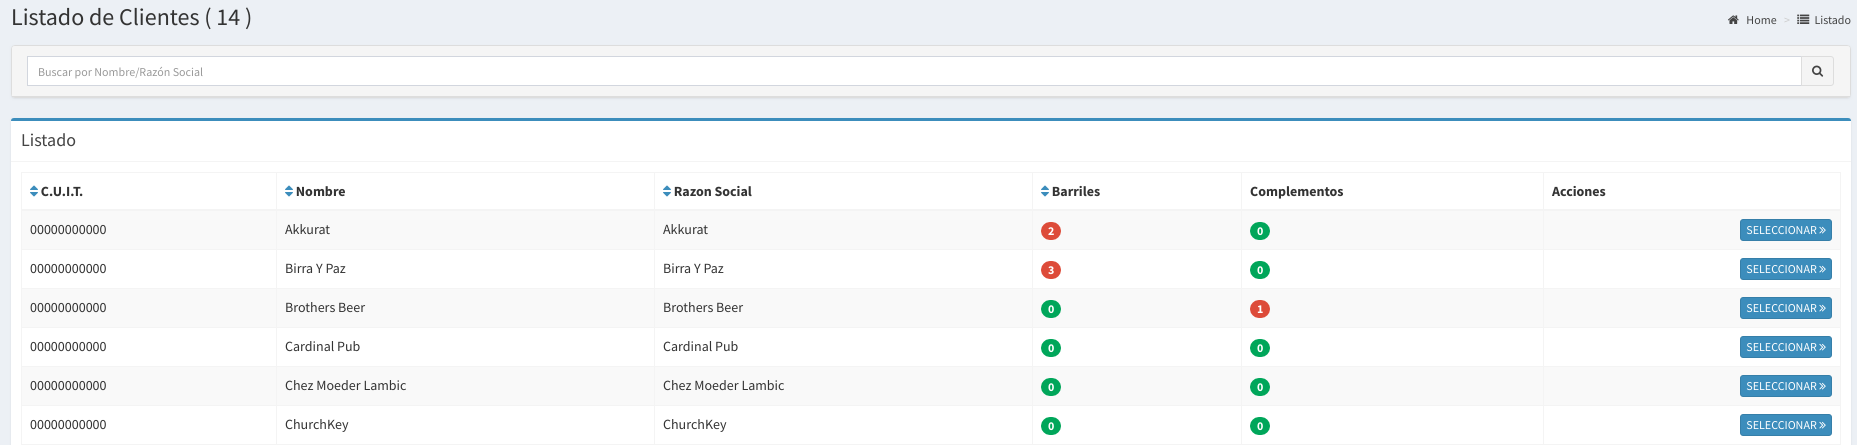 Listado de Clientes ( 14 )
Home > Listado
Buscar por Nombre/Razón Social
Listado
C.U.I.T. Nombre Razon Social Barriles Complementos Acciones
00000000000 Akkurat Akkurat 2 0 SELECCIONAR »
00000000000 Birra Y Paz Birra Y Paz 3 0 SELECCIONAR »
00000000000 Brothers Beer Brothers Beer 0 1 SELECCIONAR »
00000000000 Cardinal Pub Cardinal Pub 0 0 SELECCIONAR »
00000000000 Chez Moeder Lambic Chez Moeder Lambic 0 0 SELECCIONAR »
00000000000 ChurchKey ChurchKey 0 0 SELECCIONAR »